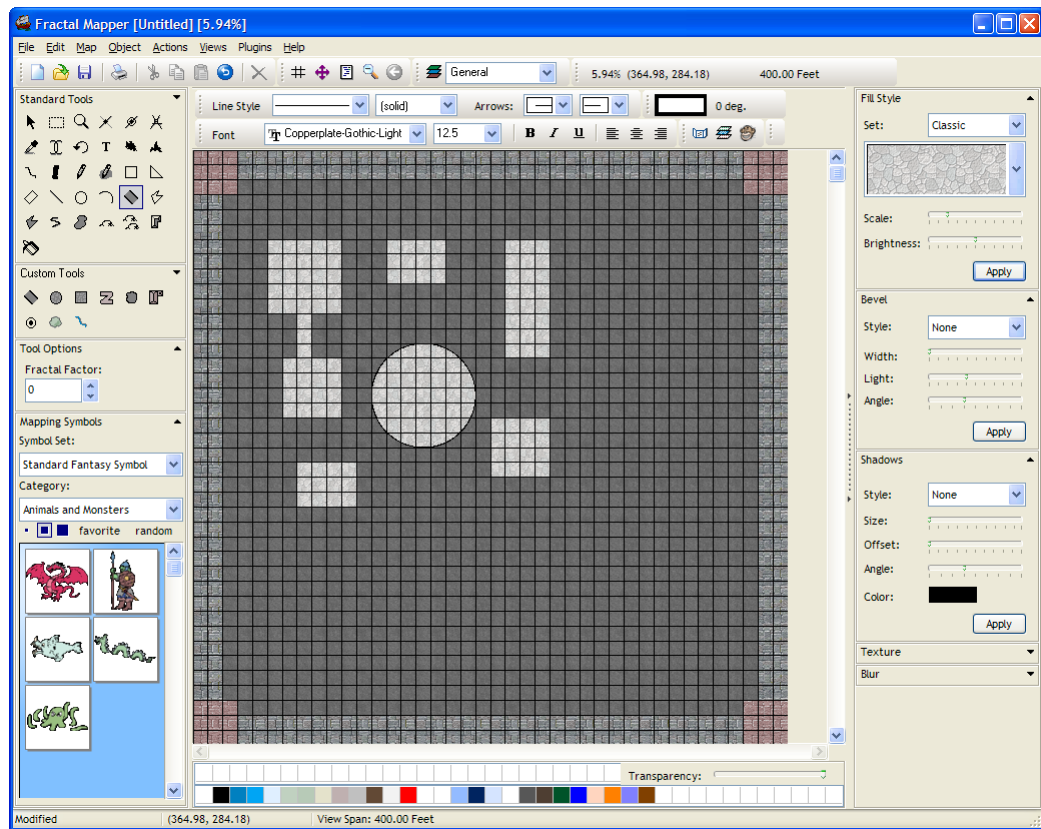 Fractal Mapper [Untitled] [5.94%]
File Edit Map Object Actions Views Plugins Help
General 5.94% (364.98, 284.18) 400.00 Feet
Standard Tools
Custom Tools
Tool Options
Fractal Factor:
0
Mapping Symbols
Symbol Set:
Standard Fantasy Symbol
Category:
Animals and Monsters
favorite random
Line Style (solid) Arrows: 0 deg.
Font Copperplate-Gothic-Light 12.5 B I u
Transparency:
Fill Style
Set: Classic
Scale:
Brightness:
Apply
Bevel
Style: None
Width:
Light:
Angle:
Apply
Shadows
Style: None
Size:
Offset:
Angle:
Color:
Apply
Texture
Blur
Modified (364.98, 284.18) View Span: 400.00 Feet